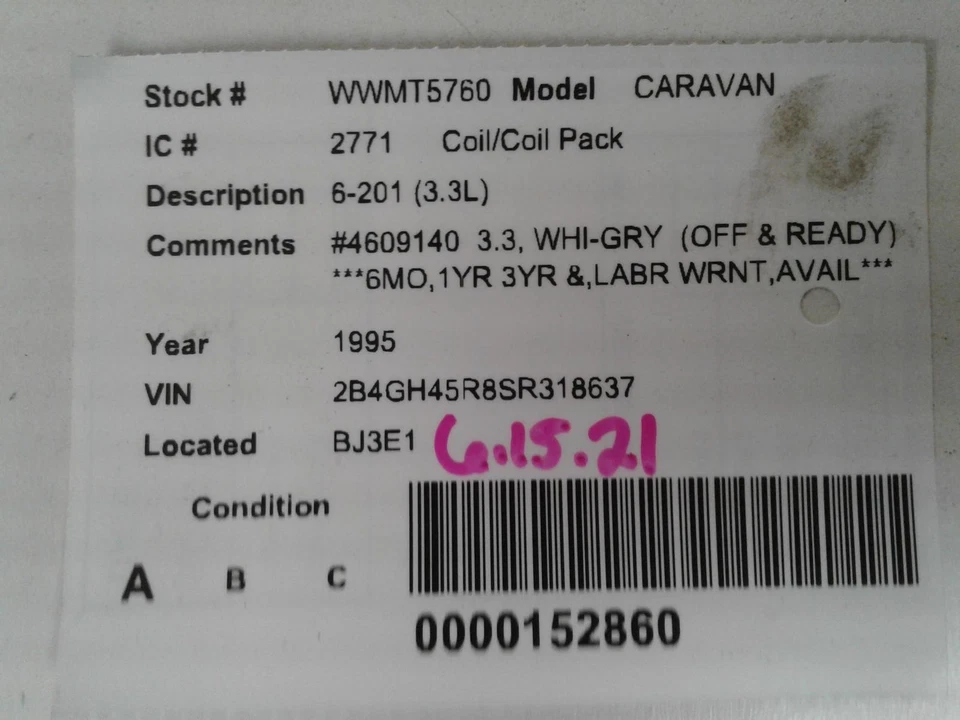 Stock # WWMT5760 Model CARAVAN
IC # 2771 Coil/Coil Pack
Description 6-201 (3.3L)
Comments #4609140 3.3, WHI-GRY (OFF & READY)
***6MO,1YR 3YR &,LABR WRNT,AVAIL***
Year 1995
VIN 2B4GH45R8SR318637
Located BJ3E1 6.15.21
Condition
A B C
0000152860